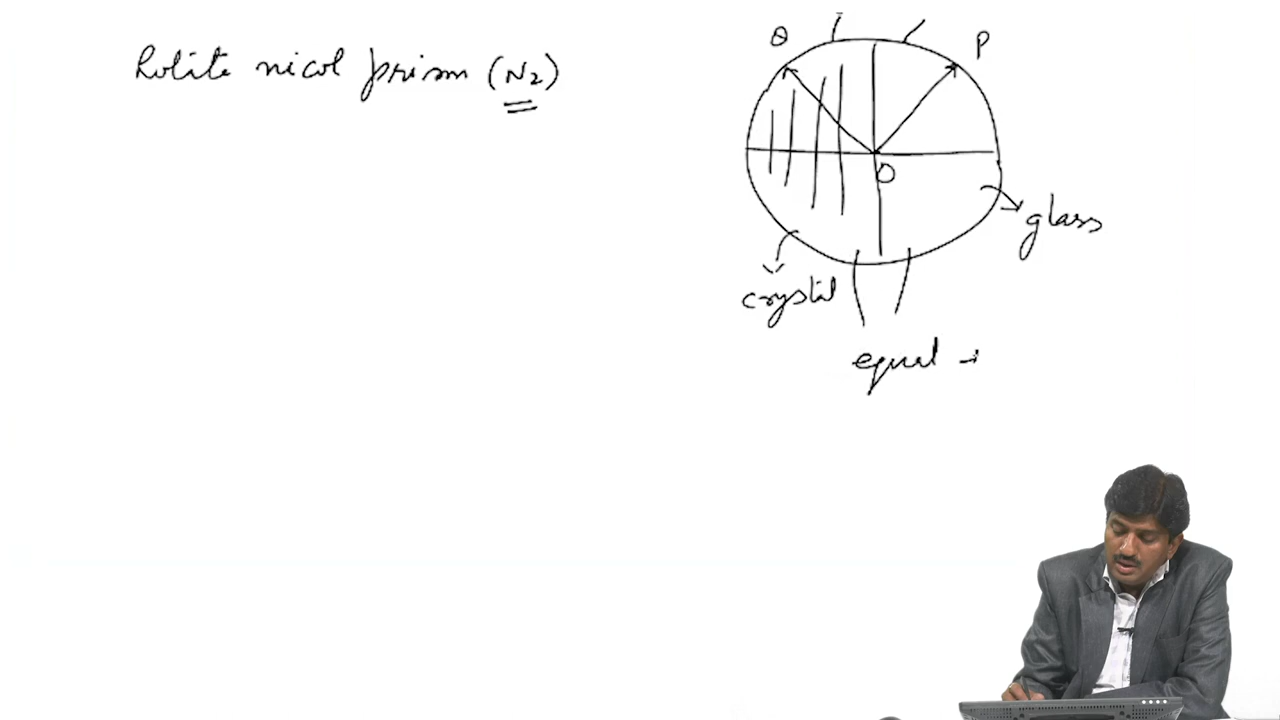 Rotate nicol prism (N2)
Q
P
O
glass
crystal
equal